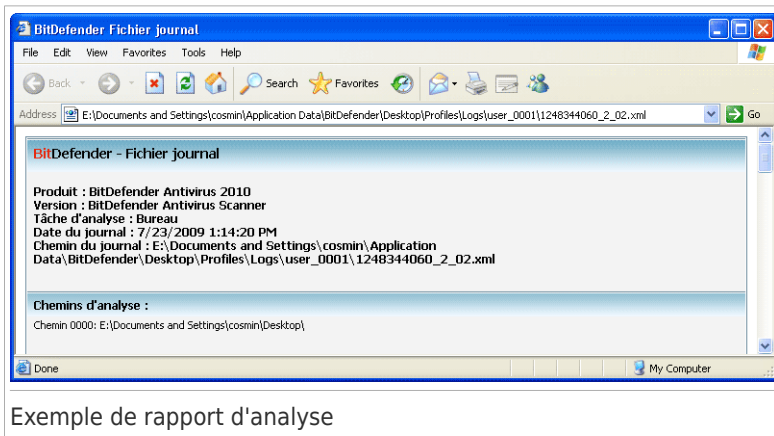 BitDefender Fichier journal
File Edit View Favorites Tools Help
Back Search Favorites
Address E:\Documents and Settings\cosmin\Application Data\BitDefender\Desktop\Profiles\Logs\user_0001\1248344060_2_02.xml Go
BitDefender - Fichier journal
Produit : BitDefender Antivirus 2010
Version : BitDefender Antivirus Scanner
Tâche d'analyse : Bureau
Date du journal : 7/23/2009 1:14:20 PM
Chemin du journal : E:\Documents and Settings\cosmin\Application
Data\BitDefender\Desktop\Profiles\Logs\user_0001\1248344060_2_02.xml
Chemins d'analyse :
Chemin 0000: E:\Documents and Settings\cosmin\Desktop\
Done My Computer
Exemple de rapport d'analyse